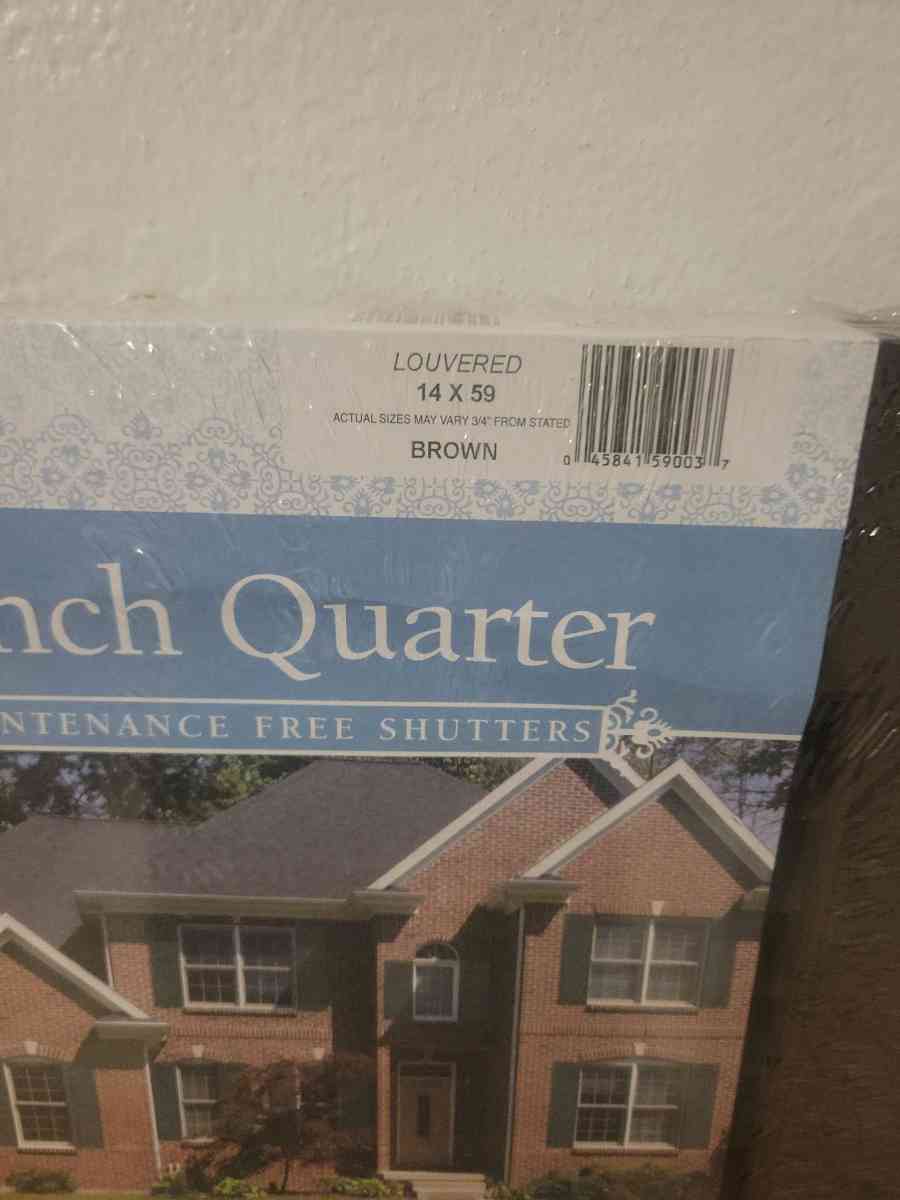 LOUVERED
14 X 59
ACTUAL SIZES MAY VARY 3/4" FROM STATED
BROWN
0 45841 59003 7
nch Quarter
NTENANCE FREE SHUTTERS